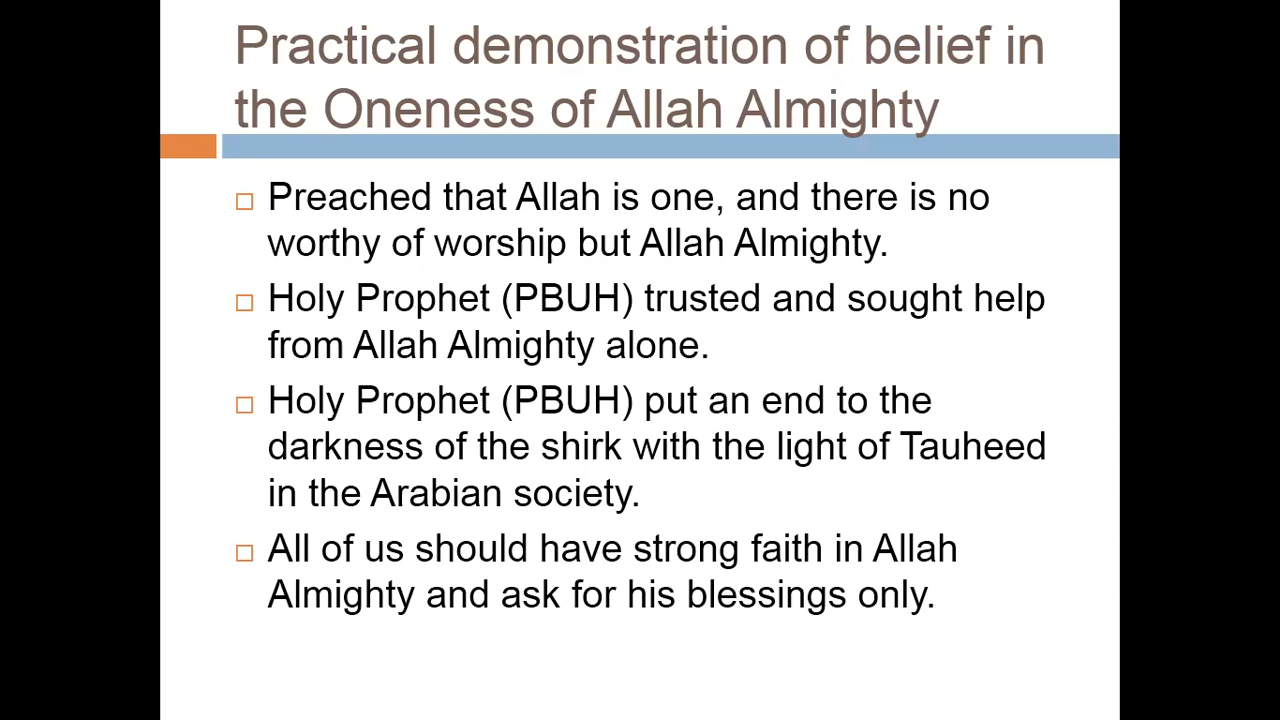 Practical demonstration of belief in
the Oneness of Allah Almighty
Preached that Allah is one, and there is no
worthy of worship but Allah Almighty.
Holy Prophet (PBUH) trusted and sought help
from Allah Almighty alone.
Holy Prophet (PBUH) put an end to the
darkness of the shirk with the light of Tauheed
in the Arabian society.
All of us should have strong faith in Allah
Almighty and ask for his blessings only.